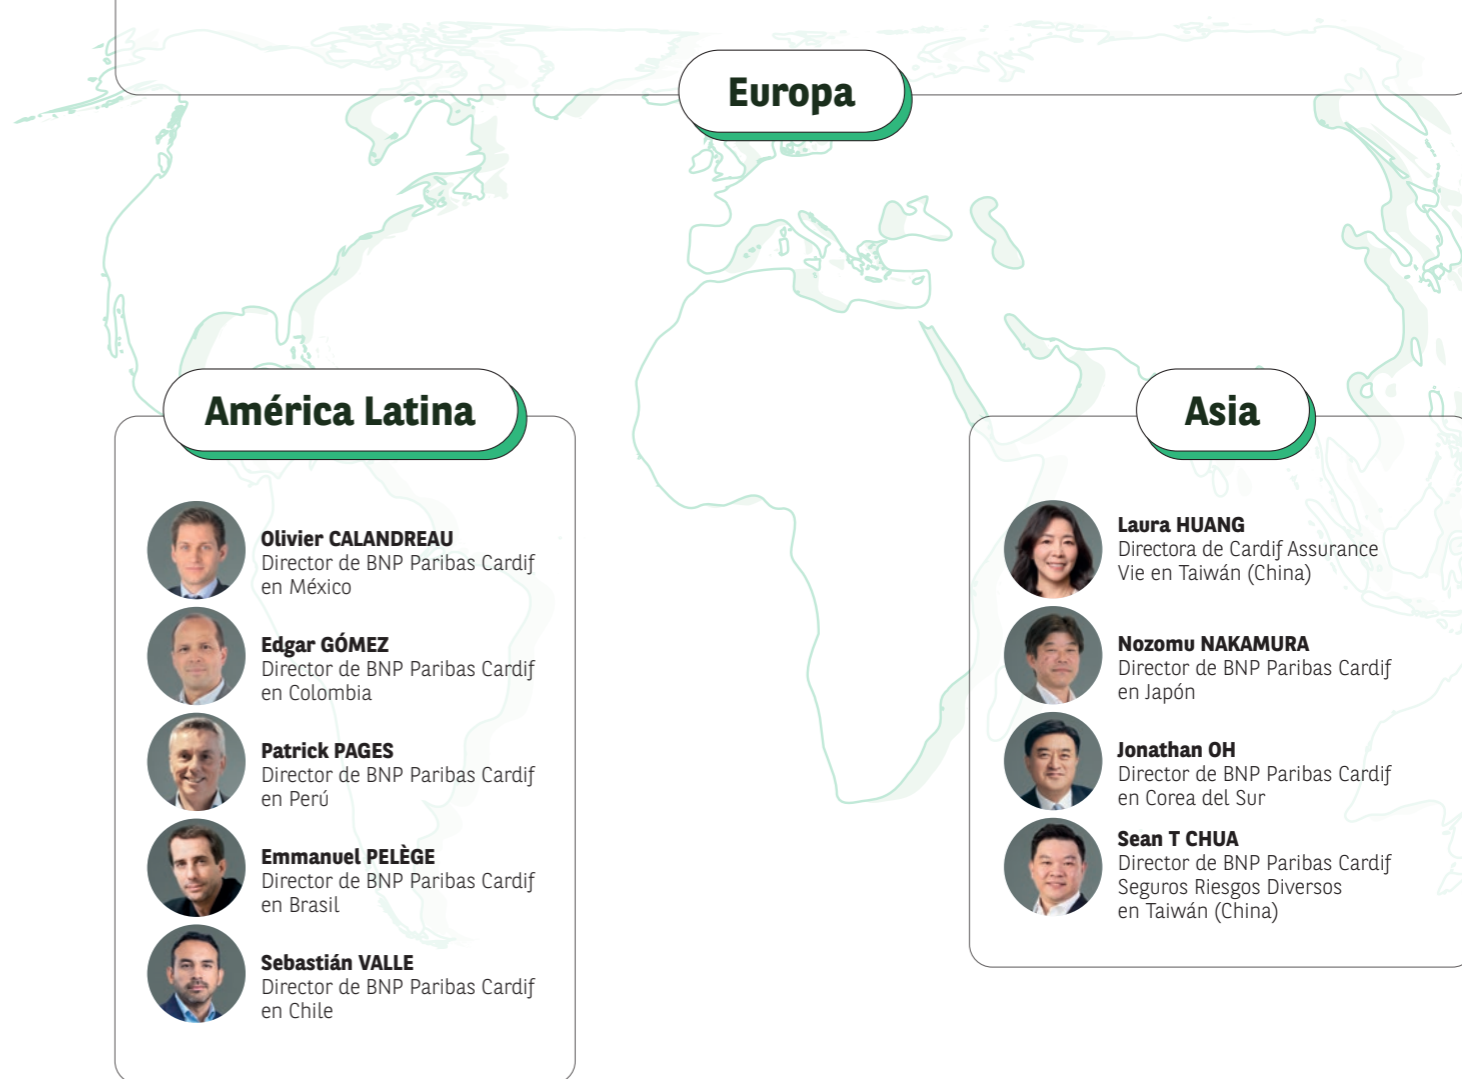 Europa
América Latina
Olivier CALANDREAU
Director de BNP Paribas Cardif
en México
Edgar GÓMEZ
Director de BNP Paribas Cardif
en Colombia
Patrick PAGES
Director de BNP Paribas Cardif
en Perú
Emmanuel PELÈGE
Director de BNP Paribas Cardif
en Brasil
Sebastián VALLE
Director de BNP Paribas Cardif
en Chile
Asia
Laura HUANG
Directora de Cardif Assurance
Vie en Taiwán (China)
Nozomu NAKAMURA
Director de BNP Paribas Cardif
en Japón
Jonathan OH
Director de BNP Paribas Cardif
en Corea del Sur
Sean T CHUA
Director de BNP Paribas Cardif
Seguros Riesgos Diversos
en Taiwán (China)